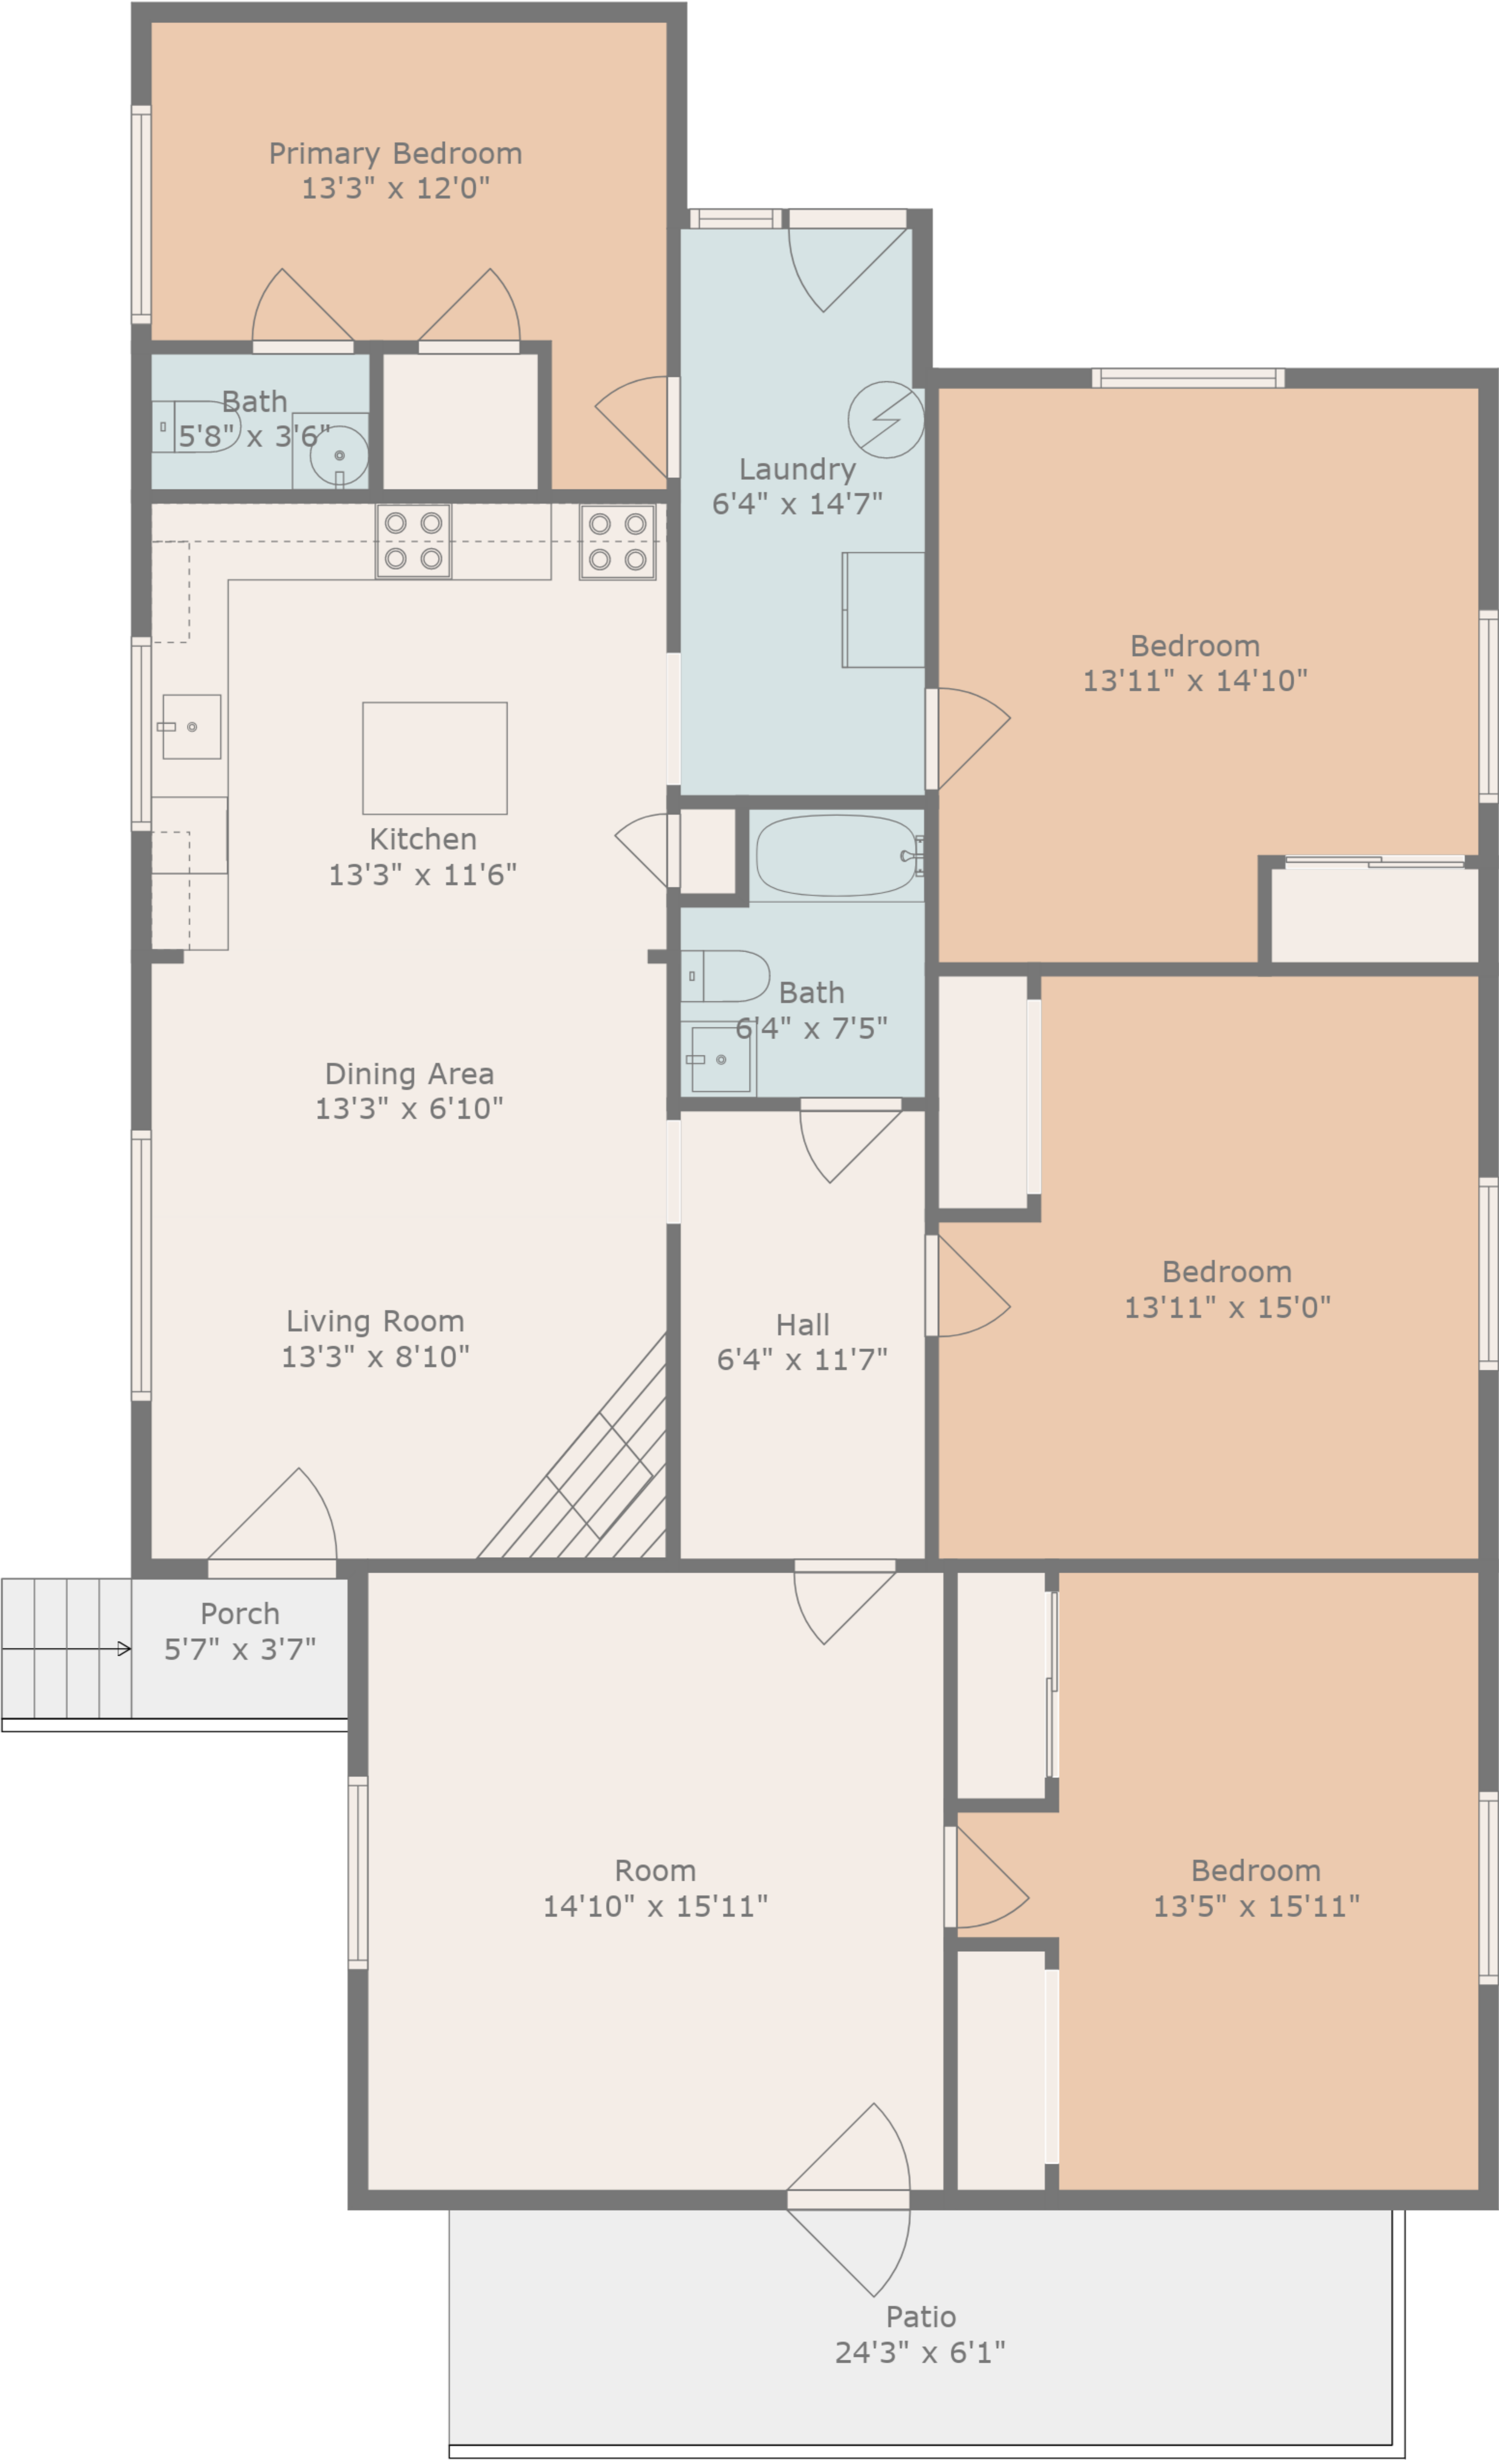 Primary Bedroom
13'3" x 12'0"
Bath
5'8" x 3'6"
Laundry
6'4" x 14'7"
Bedroom
13'11" x 14'10"
Kitchen
13'3" x 11'6"
Bath
6'4" x 7'5"
Dining Area
13'3" x 6'10"
Bedroom
13'11" x 15'0"
Living Room
13'3" x 8'10"
Hall
6'4" x 11'7"
Porch
5'7" x 3'7"
Room
14'10" x 15'11"
Bedroom
13'5" x 15'11"
Patio
24'3" x 6'1"